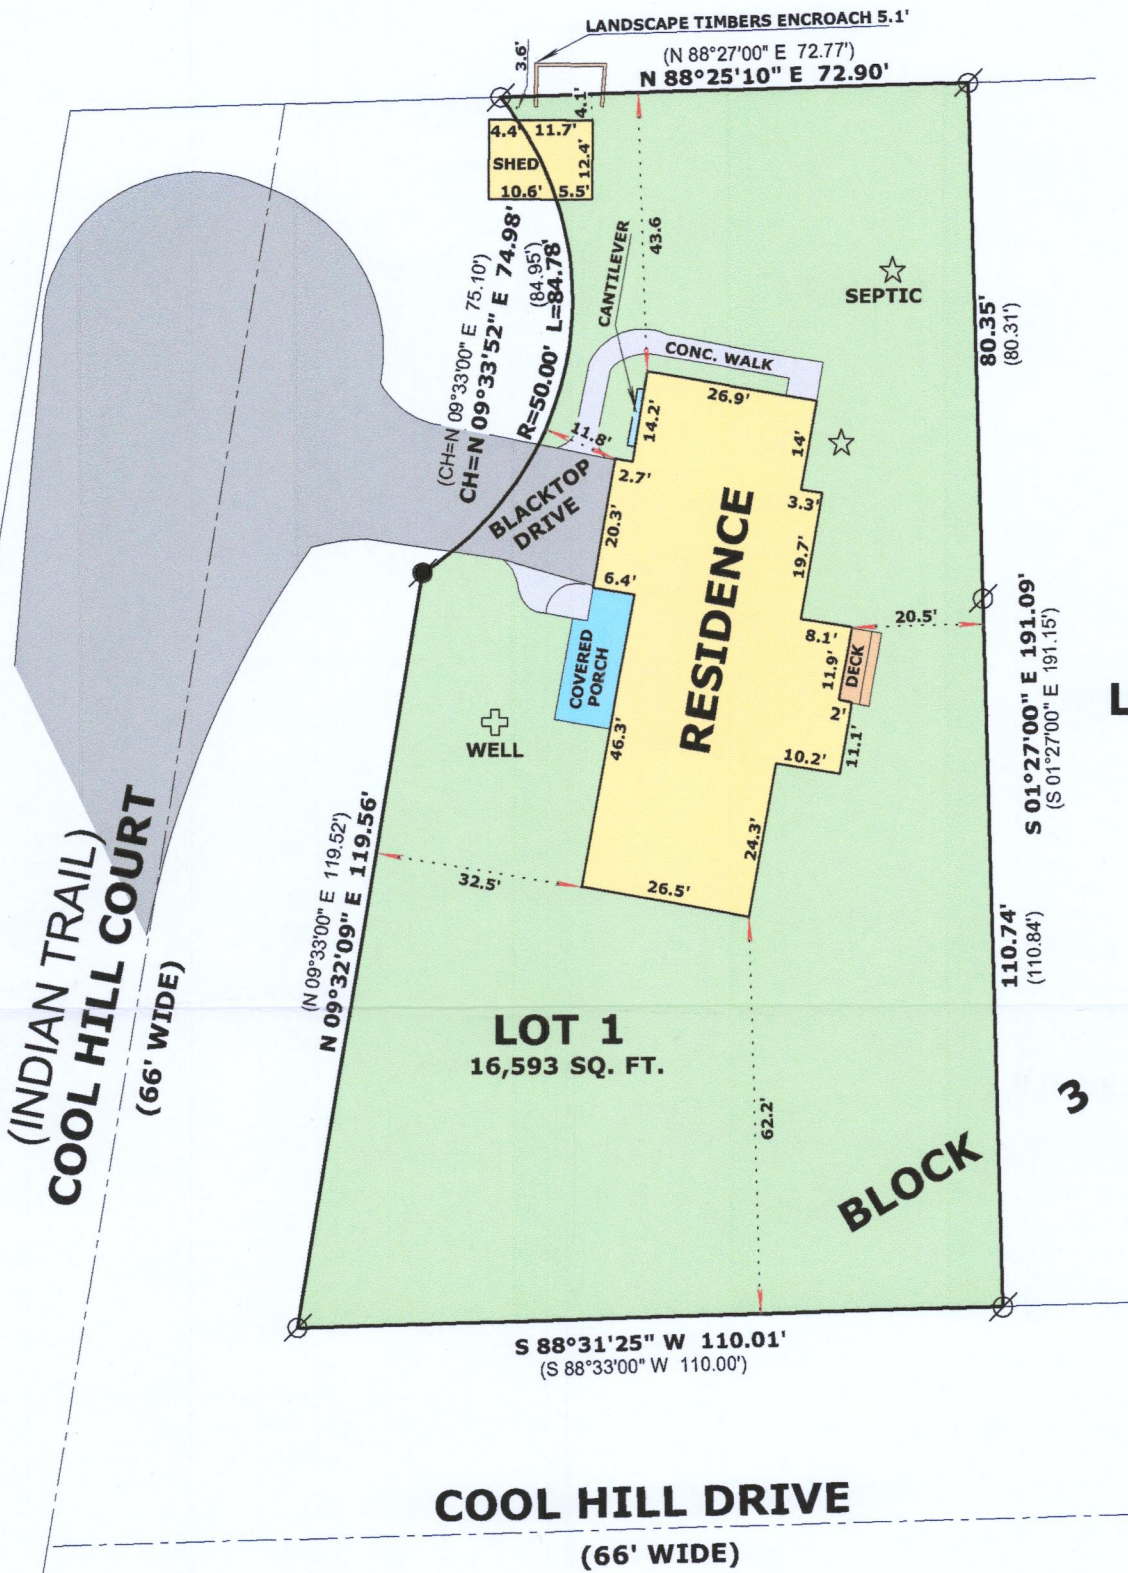 LANDSCAPE TIMBERS ENCROACH 5.1'
(N 88°27'00" E 72.77')
N 88°25'10" E 72.90'
3.6'
4.1'
4.4'
11.7'
SHED
12.4'
10.6'
5.5'
43.6
CANTILEVER
(CH=N 09°33'00" E 75.10')
CH=N 09°33'52" E 74.98'
(84.95')
R=50.00' L=84.78'
SEPTIC
80.35'
(80.31')
CONC. WALK
26.9'
14.2'
14'
11.8'
2.7'
3.3'
BLACKTOP
DRIVE
20.3'
19.7'
6.4'
RESIDENCE
20.5'
8.1'
COVERED
PORCH
11.9'
DECK
2'
WELL
46.3'
11.1'
10.2'
S 01°27'00" E 191.09'
(S 01°27'00" E 191.15')
L
24.3'
(N 09°33'00" E 119.52')
N 09°32'09" E 119.56'
32.5'
26.5'
110.74'
(110.84')
(INDIAN TRAIL)
COOL HILL COURT
(66' WIDE)
LOT 1
16,593 SQ. FT.
62.2'
BLOCK
3
S 88°31'25" W 110.01'
(S 88°33'00" W 110.00')
COOL HILL DRIVE
(66' WIDE)